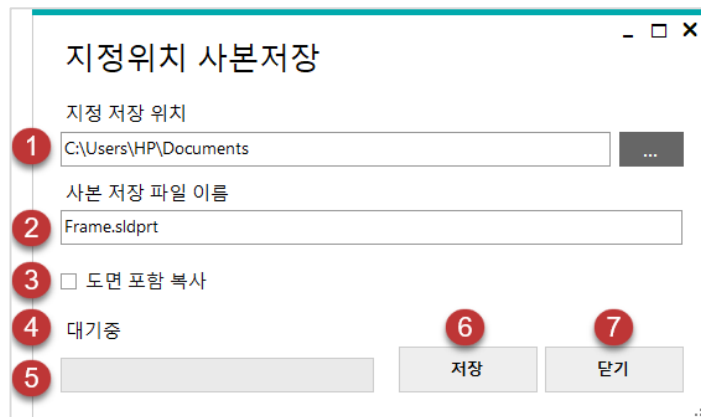 지정위치 사본저장
지정 저장 위치
1 C:\Users\HP\Documents ...
사본 저장 파일 이름
2 Frame.sldprt
3 도면 포함 복사
4 대기중
6 7
5 저장 닫기